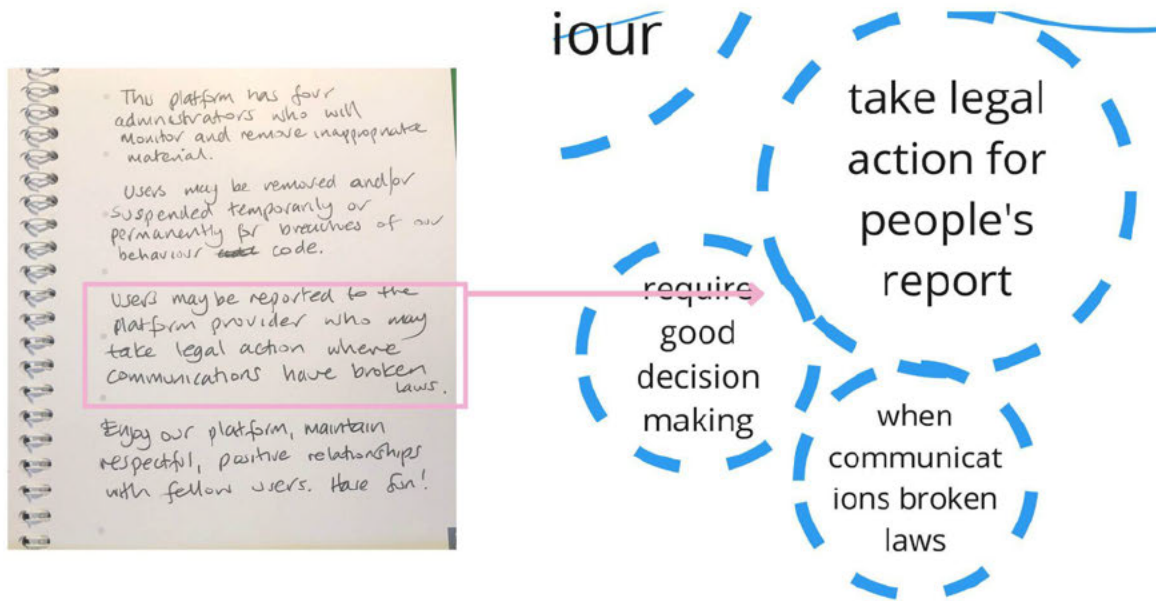 This platform has four
administrators who will
monitor and remove inappropriate
material.
Users may be removed and/or
suspended temporarily or
permanently for breaches of our
behaviour code.
Users may be reported to the
platform provider who may
take legal action where
communications have broken
laws.
Enjoy our platform, maintain
respectful, positive relationships
with fellow users. Have fun!
iour
take legal
action for
people's
report
require
good
decision
making
when
communicat
ions broken
laws